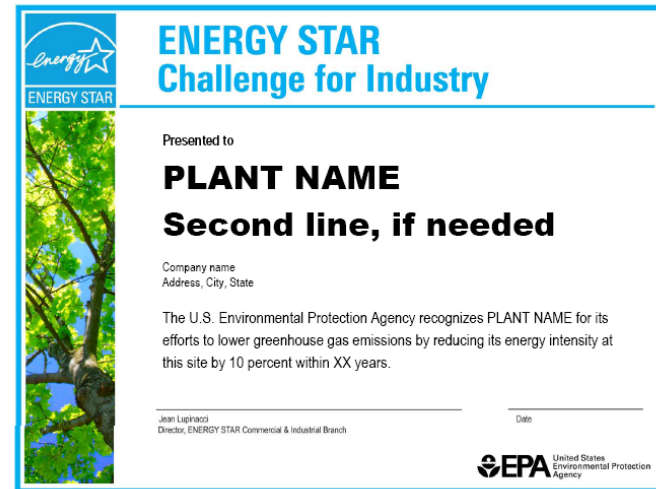 energy
ENERGY STAR
ENERGY STAR
Challenge for Industry
Presented to
PLANT NAME
Second line, if needed
Company name
Address, City, State
The U.S. Environmental Protection Agency recognizes PLANT NAME for its
efforts to lower greenhouse gas emissions by reducing its energy intensity at
this site by 10 percent within XX years.
Jean Lupinacci
Director, ENERGY STAR Commercial & Industrial Branch
Date
EPA
United States
Environmental Protection
Agency